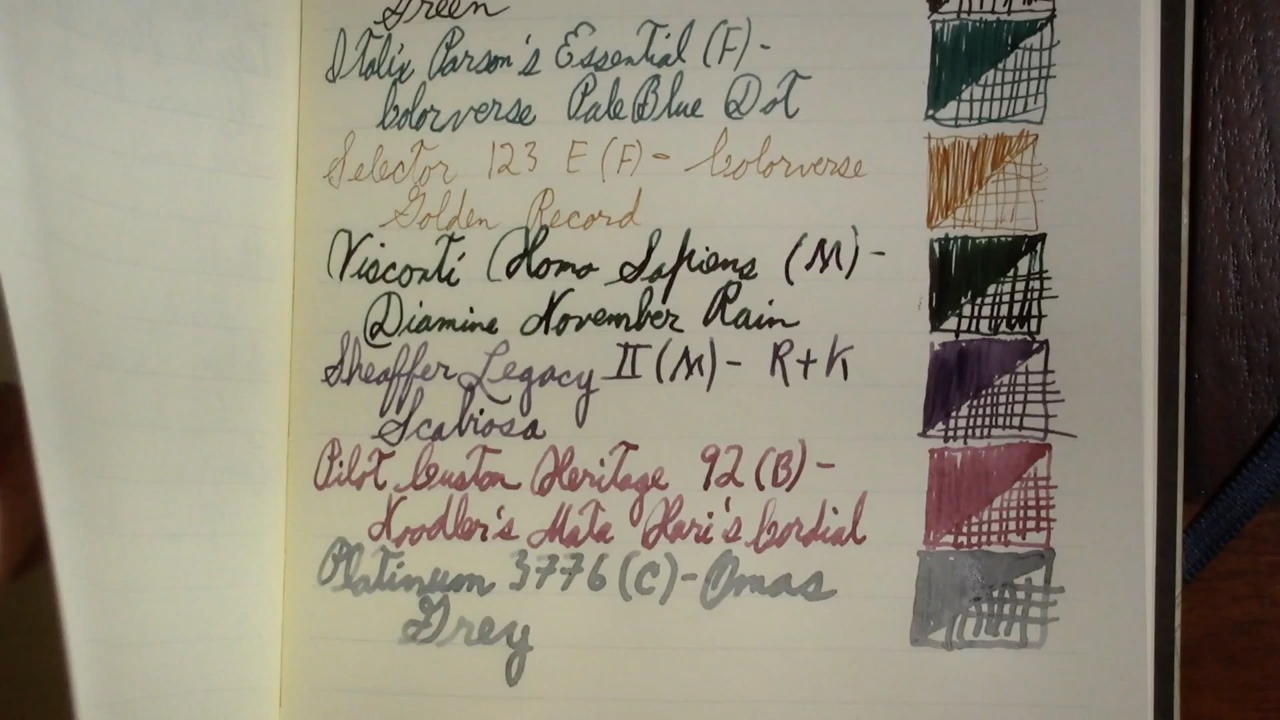 Green
Italix Parson's Essential (F) -
Colorverse Pale Blue Dot
Selector 123 E (F) - Colorverse
Golden Record
Visconti Homo Sapiens (M) -
Diamine November Rain
Sheaffer Legacy II (M) - R+K
Scabiosa
Pilot Custom Heritage 92 (B) -
Noodler's Mata Hari's Cordial
Platinum 3776 (C) - Omas
Grey